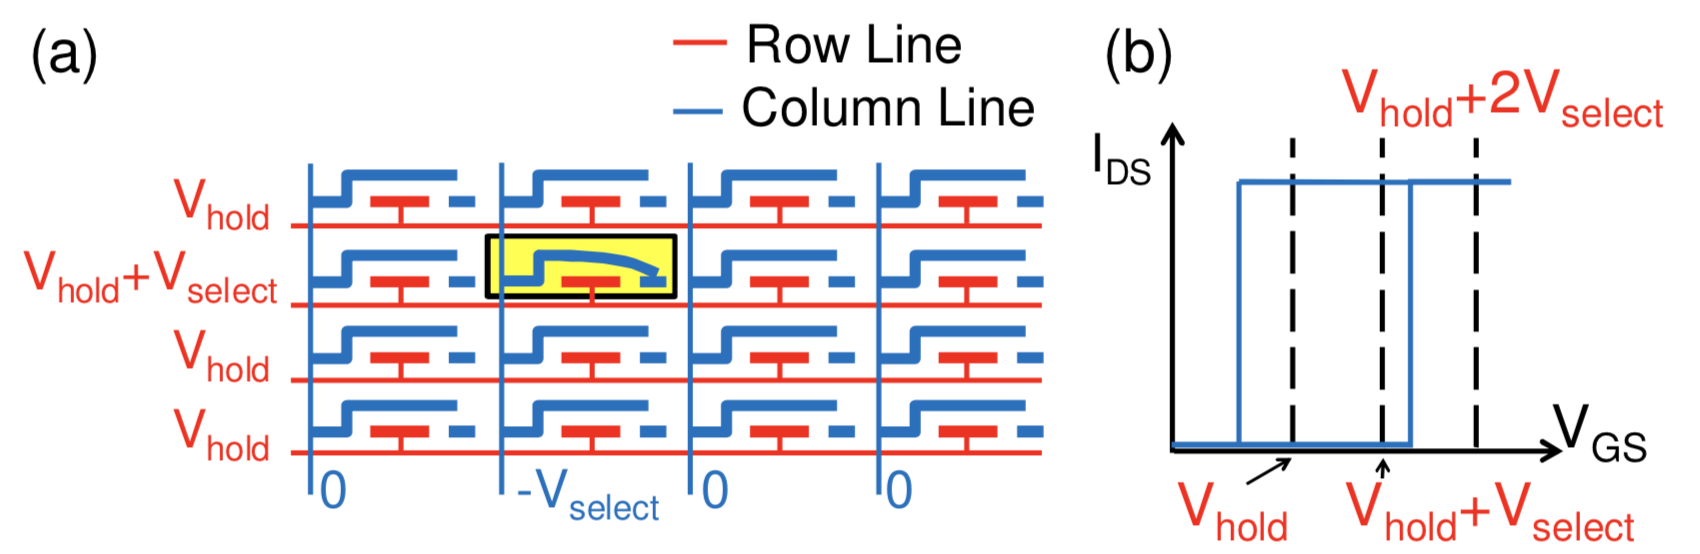 (a)
Row Line
Column Line
V_hold
V_hold+V_select
V_hold
V_hold
0
-V_select
0
0
(b)
V_hold+2V_select
I_DS
V_GS
V_hold
V_hold+V_select